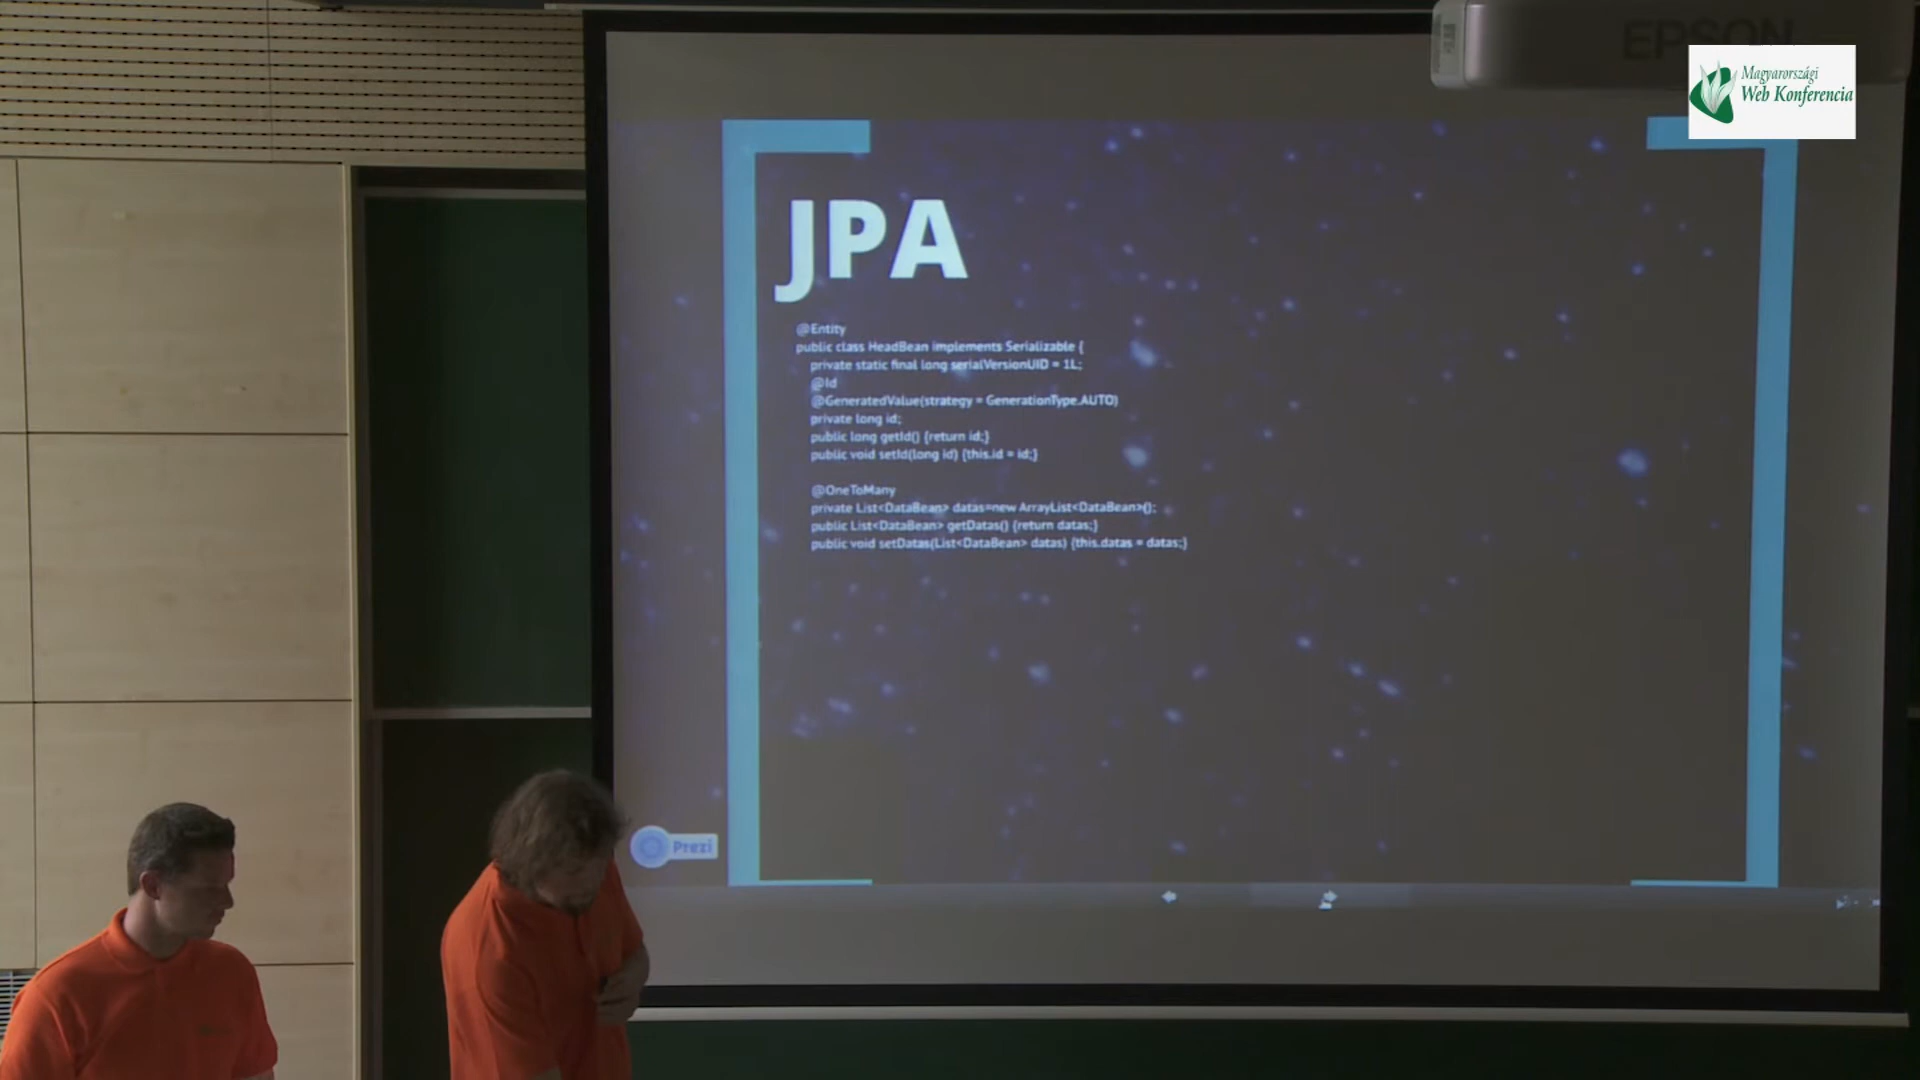 EPSON
Magyarországi
Web Konferencia
JPA
@Entity
public class HeadBean implements Serializable {
private static final long serialVersionUID = 1L;
@Id
@GeneratedValue(strategy = GenerationType.AUTO)
private long id;
public long getId() {return id;}
public void setId(long id) {this.id = id;}
@OneToMany
private List<DataBean> datas=new ArrayList<DataBean>();
public List<DataBean> getDatas() {return datas;}
public void setDatas(List<DataBean> datas) {this.datas = datas;}
Prezi